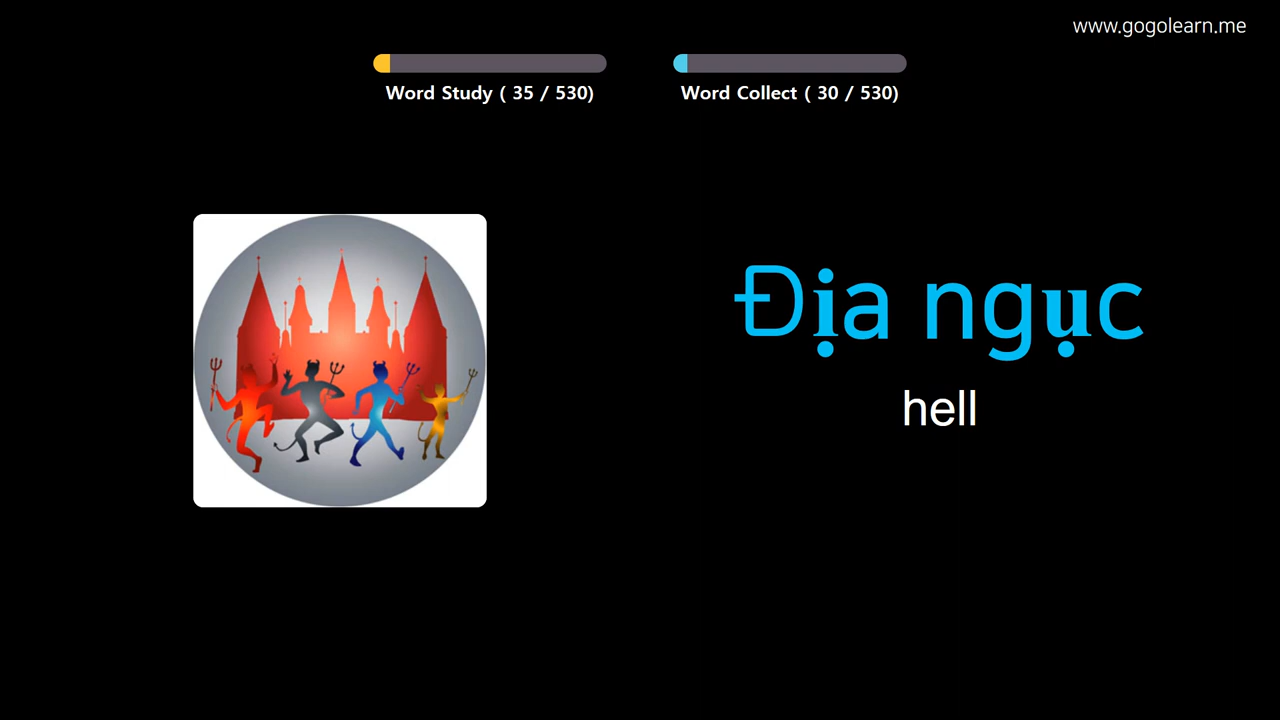 www.gogolearn.me
Word Study ( 35 / 530)
Word Collect ( 30 / 530)
Địa ngục
hell